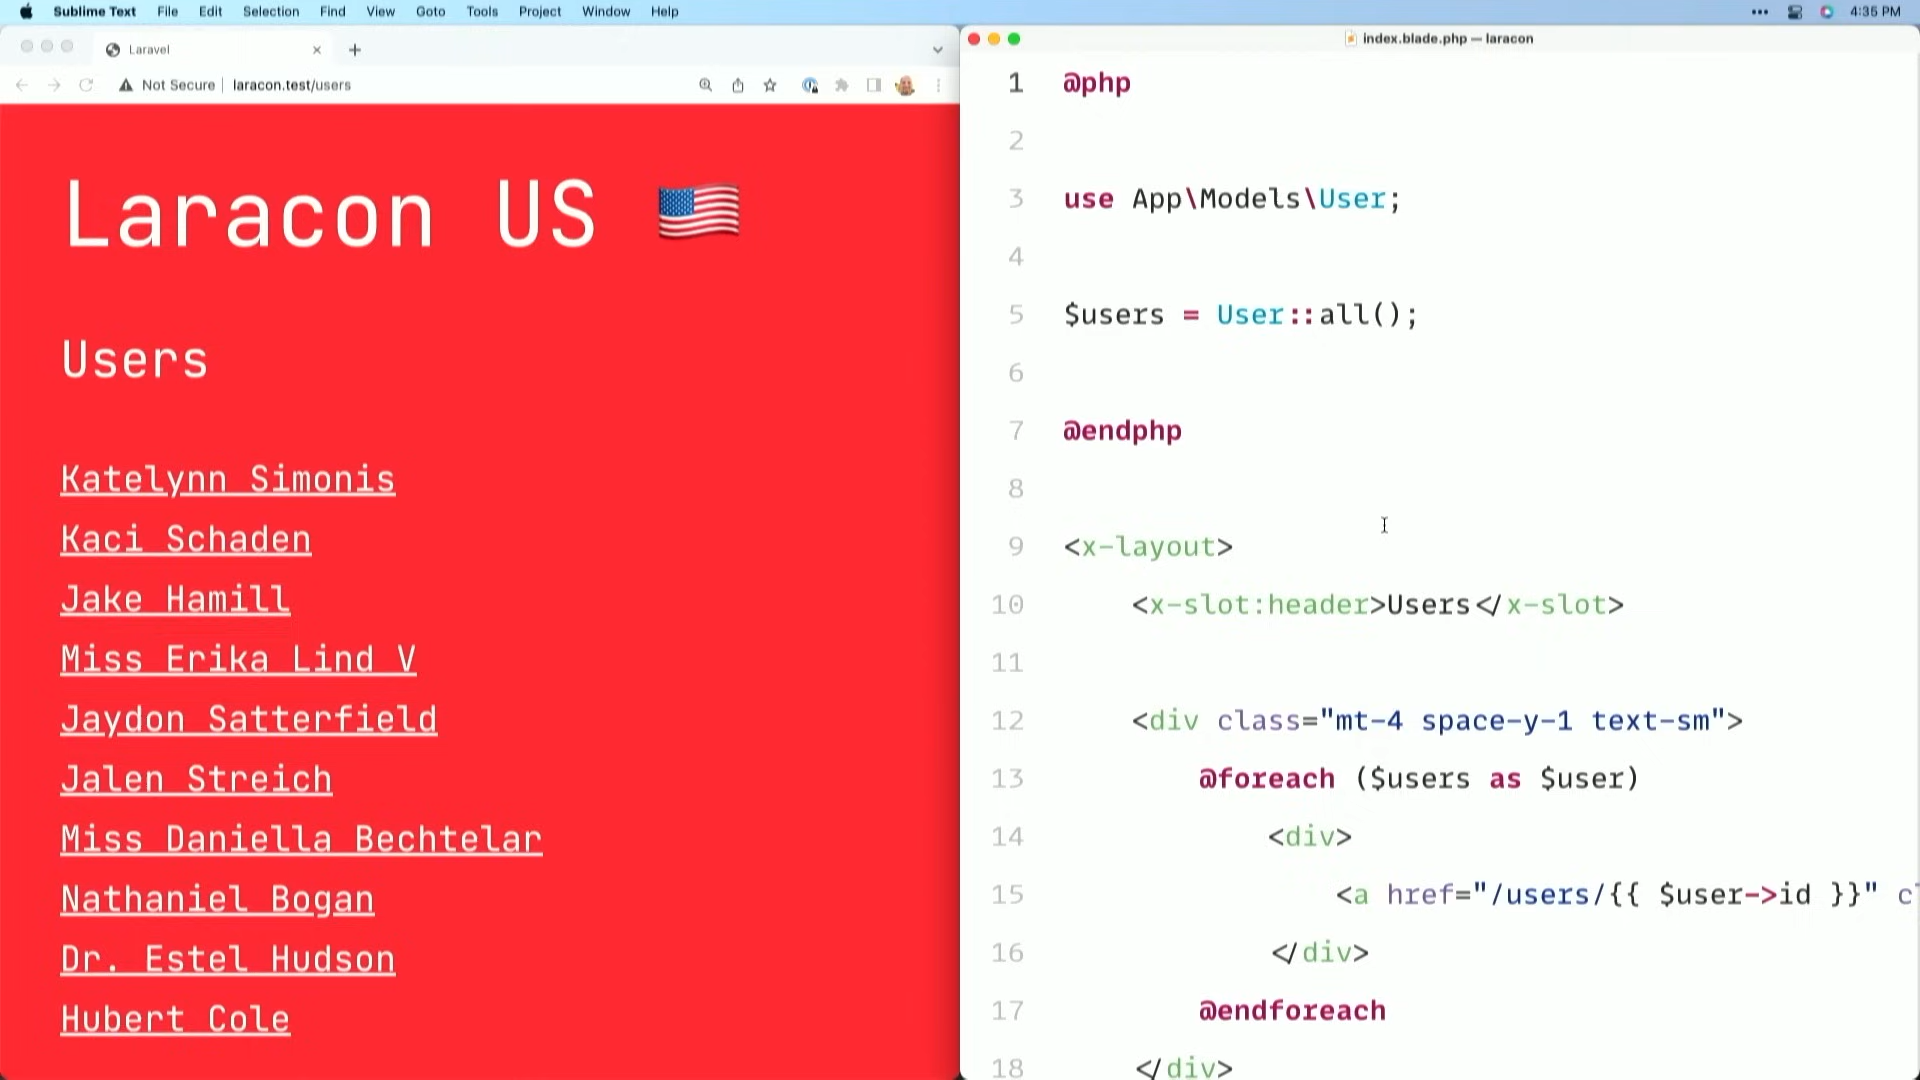 Sublime Text File Edit Selection Find View Goto Tools Project Window Help 4:35 PM
Laravel
Not Secure laracon.test/users
Laracon US
Users
Katelynn Simonis
Kaci Schaden
Jake Hamill
Miss Erika Lind V
Jaydon Satterfield
Jalen Streich
Miss Daniella Bechtelar
Nathaniel Bogan
Dr. Estel Hudson
Hubert Cole
index.blade.php — laracon
1 @php
2
3 use App\Models\User;
4
5 $users = User::all();
6
7 @endphp
8
9 <x-layout>
10 <x-slot:header>Users</x-slot>
11
12 <div class="mt-4 space-y-1 text-sm">
13 @foreach ($users as $user)
14 <div>
15 <a href="/users/{{ $user->id }}" c
16 </div>
17 @endforeach
18 </div>